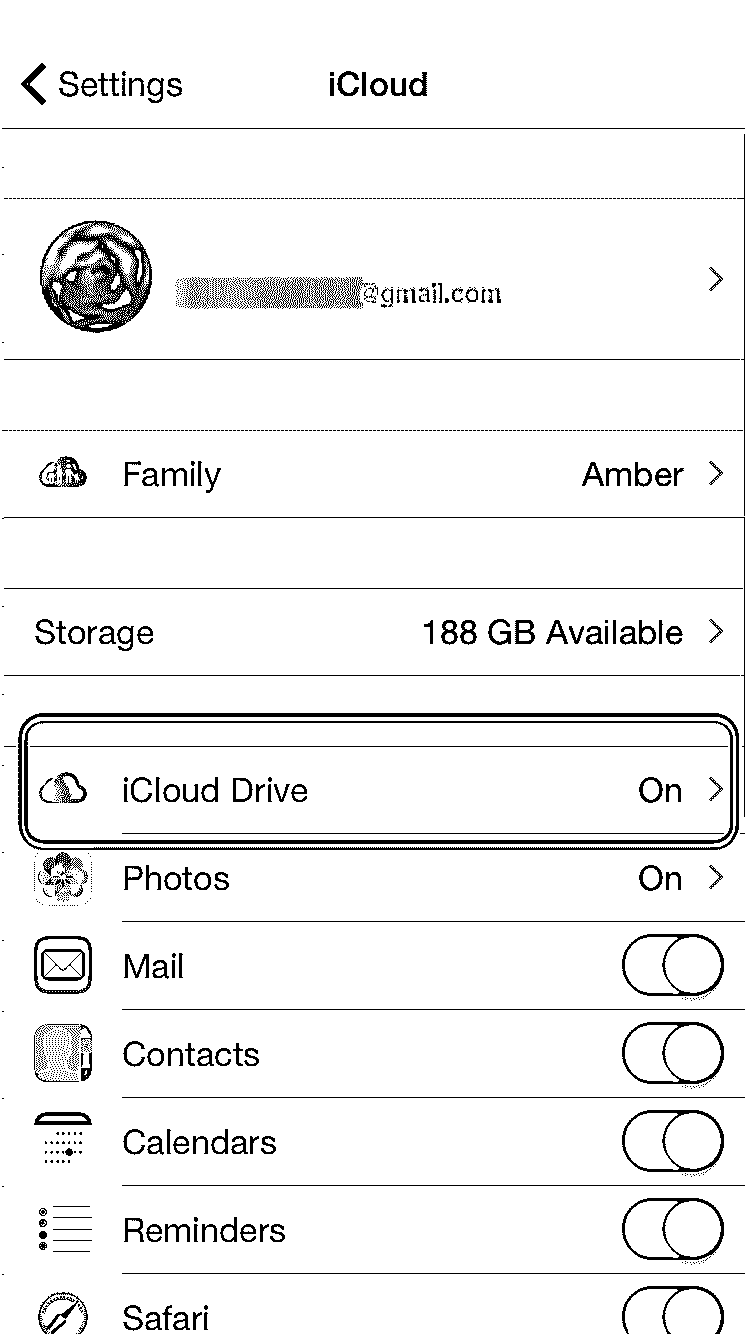 Settings iCloud
@gmail.com
Family Amber
Storage 188 GB Available
iCloud Drive On
Photos On
Mail
Contacts
Calendars
Reminders
Safari